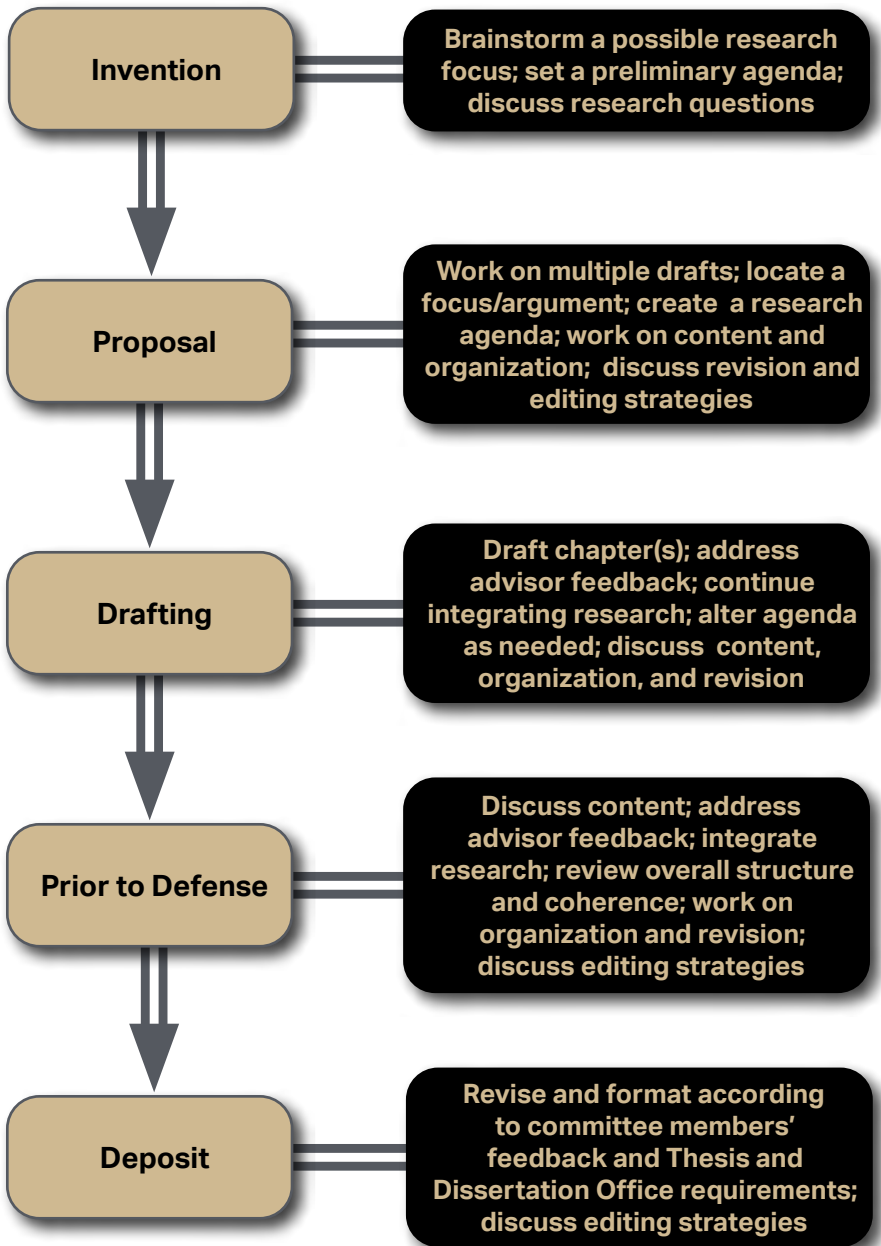 Invention
Brainstorm a possible research
focus; set a preliminary agenda;
discuss research questions
Proposal
Work on multiple drafts; locate a
focus/argument; create a research
agenda; work on content and
organization; discuss revision and
editing strategies
Drafting
Draft chapter(s); address
advisor feedback; continue
integrating research; alter agenda
as needed; discuss content,
organization, and revision
Prior to Defense
Discuss content; address
advisor feedback; integrate
research; review overall structure
and coherence; work on
organization and revision;
discuss editing strategies
Deposit
Revise and format according
to committee members’
feedback and Thesis and
Dissertation Office requirements;
discuss editing strategies